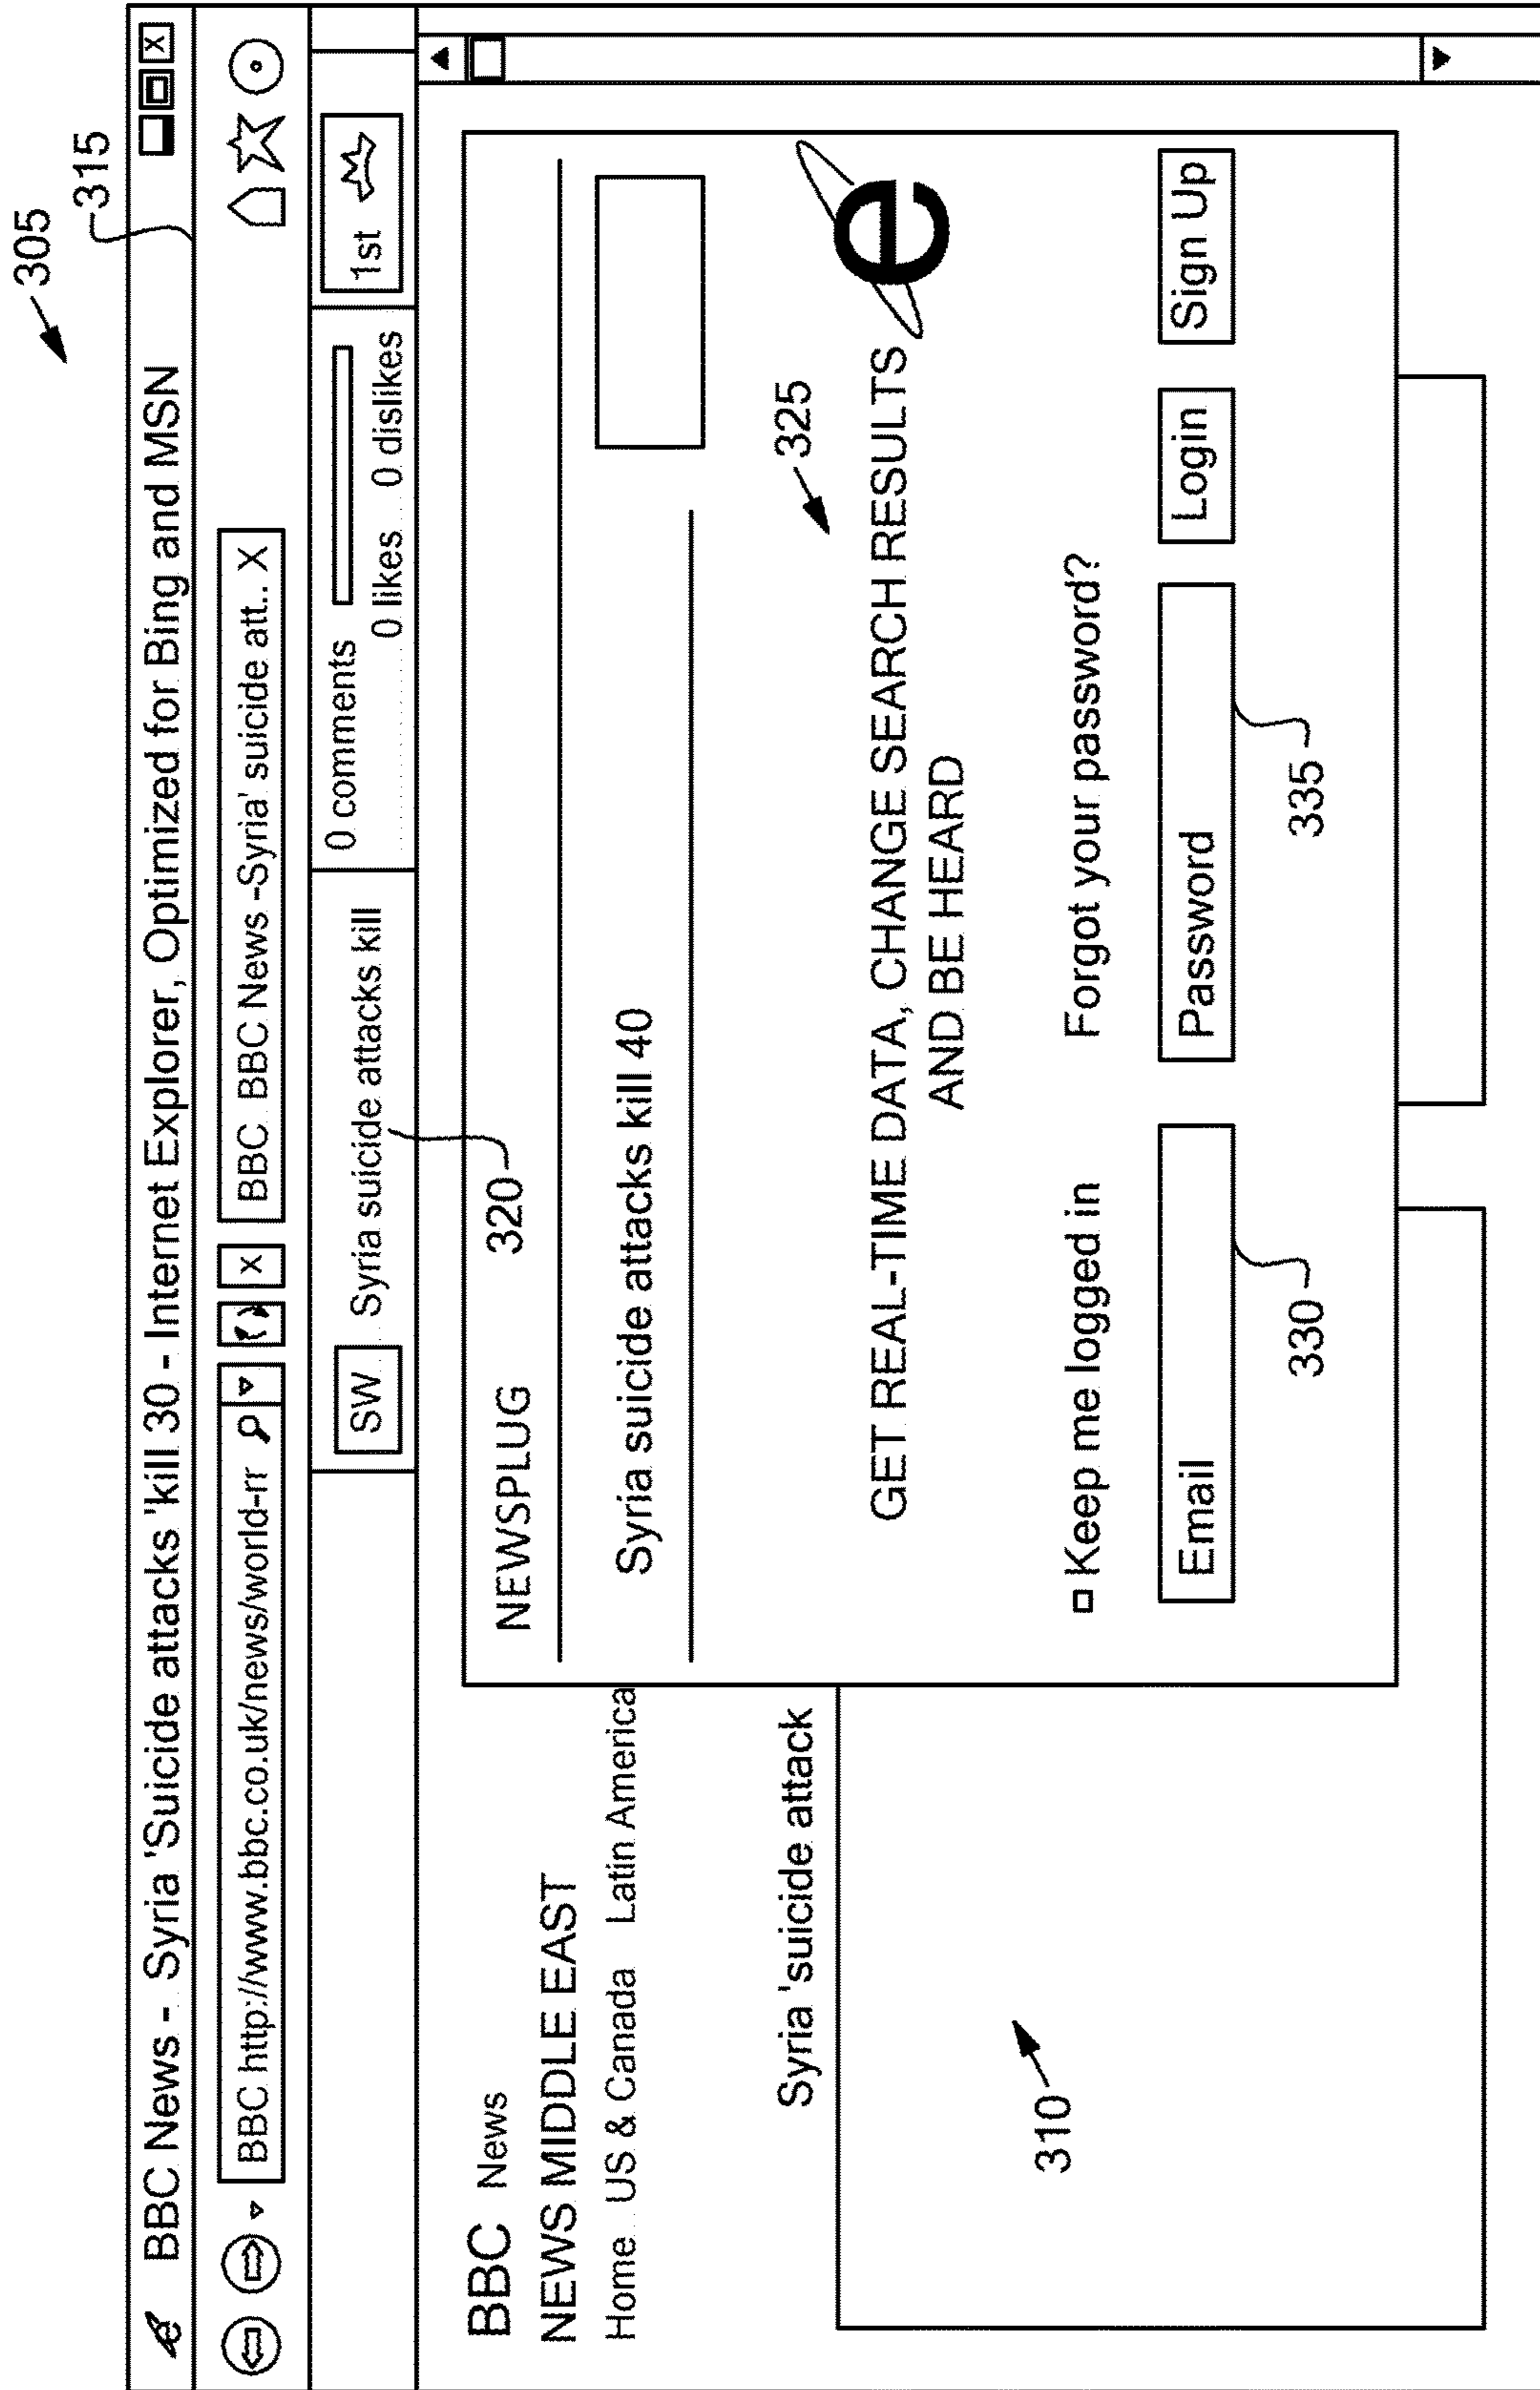 305
315
BBC News - Syria 'Suicide attacks 'kill 30 - Internet Explorer, Optimized for Bing and MSN
X
BBC http://www.bbc.co.uk/news/world-rr
X
BBC BBC News -Syria' suicide att.. X
SW Syria suicide attacks kill
0 comments
0 likes 0 dislikes
1st
BBC News
NEWS MIDDLE EAST
Home US & Canada Latin America
Syria 'suicide attack
310
320
NEWSPLUG
Syria suicide attacks kill 40
325
GET REAL-TIME DATA, CHANGE SEARCH RESULTS
AND BE HEARD
e
Keep me logged in
Forgot your password?
Email
Password
Login
Sign Up
330
335